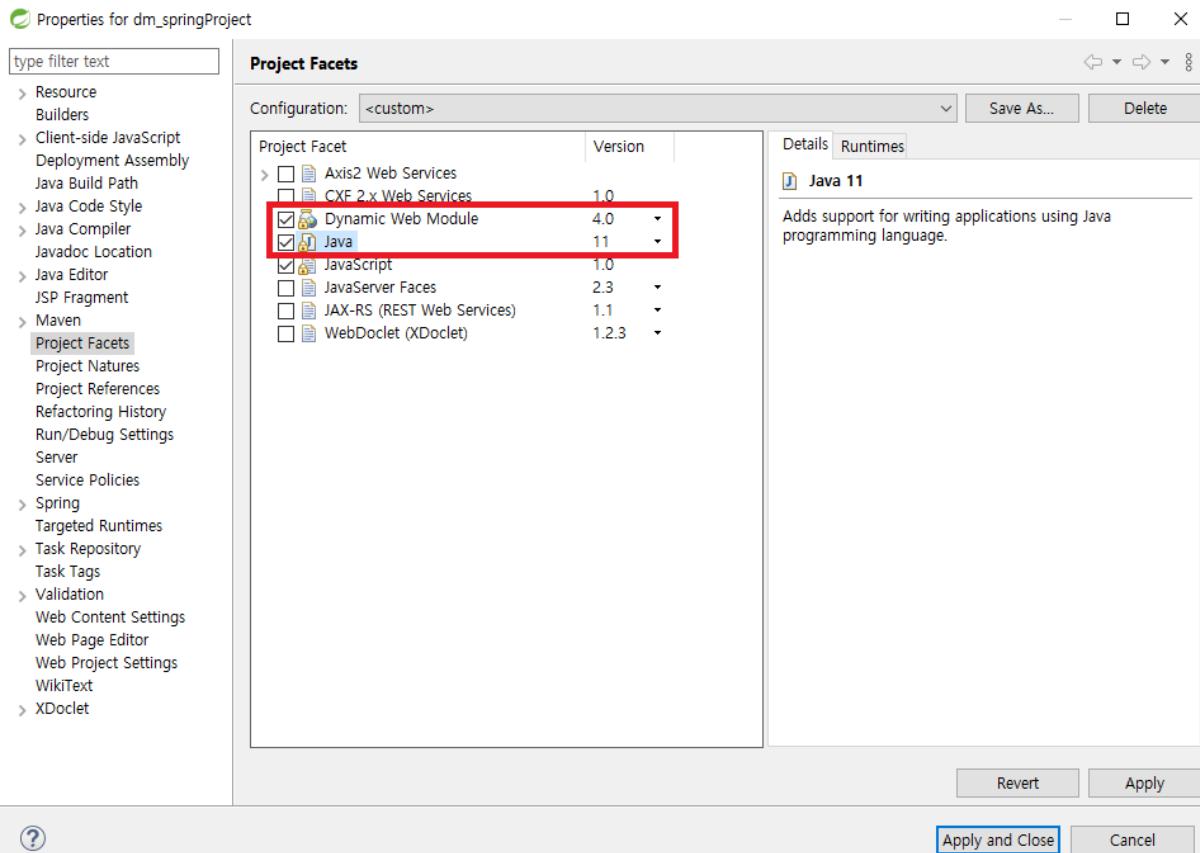 Properties for dm_springProject
type filter text
Resource
Builders
Client-side JavaScript
Deployment Assembly
Java Build Path
Java Code Style
Java Compiler
Javadoc Location
Java Editor
JSP Fragment
Maven
Project Facets
Project Natures
Project References
Refactoring History
Run/Debug Settings
Server
Service Policies
Spring
Targeted Runtimes
Task Repository
Task Tags
Validation
Web Content Settings
Web Page Editor
Web Project Settings
WikiText
XDoclet
Project Facets
Configuration: <custom> Save As... Delete
Project Facet Version
Axis2 Web Services
CXF 2.x Web Services 1.0
Dynamic Web Module 4.0
Java 11
JavaScript 1.0
JavaServer Faces 2.3
JAX-RS (REST Web Services) 1.1
WebDoclet (XDoclet) 1.2.3
Details Runtimes
Java 11
Adds support for writing applications using Java
programming language.
Revert Apply
Apply and Close Cancel